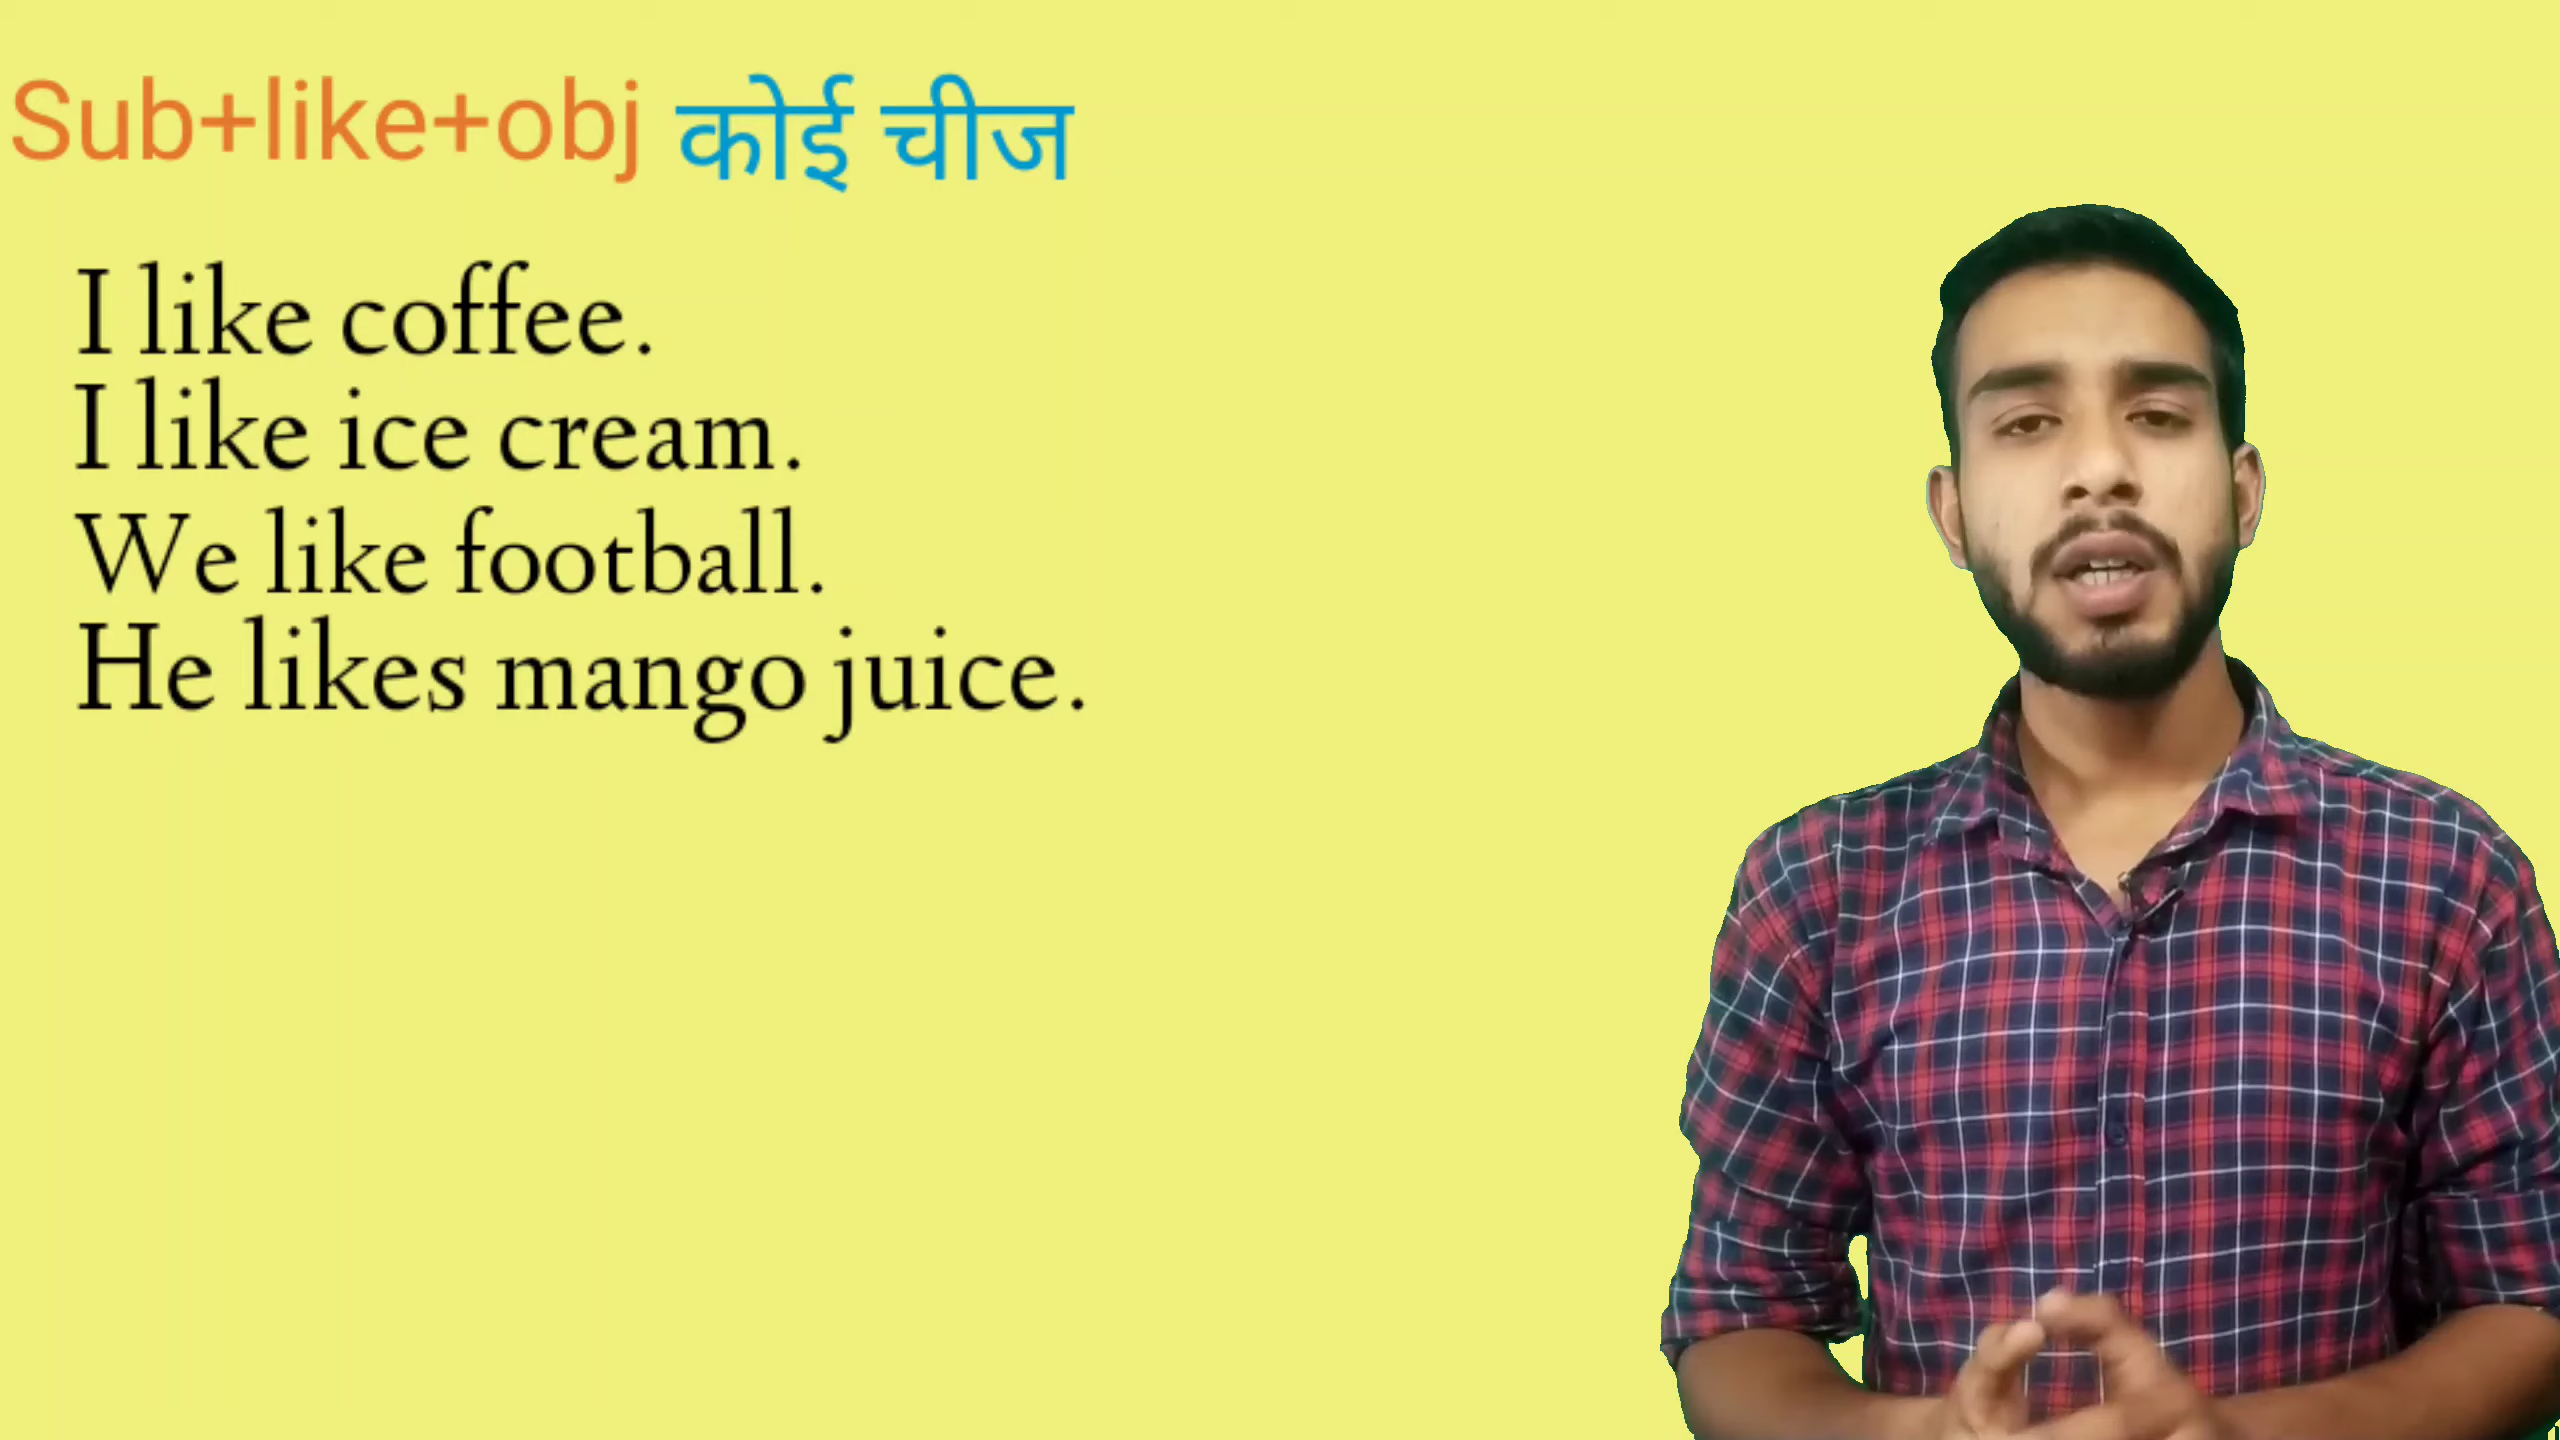 Sub+like+obj कोई चीज
I like coffee.
I like ice cream.
We like football.
He likes mango juice.